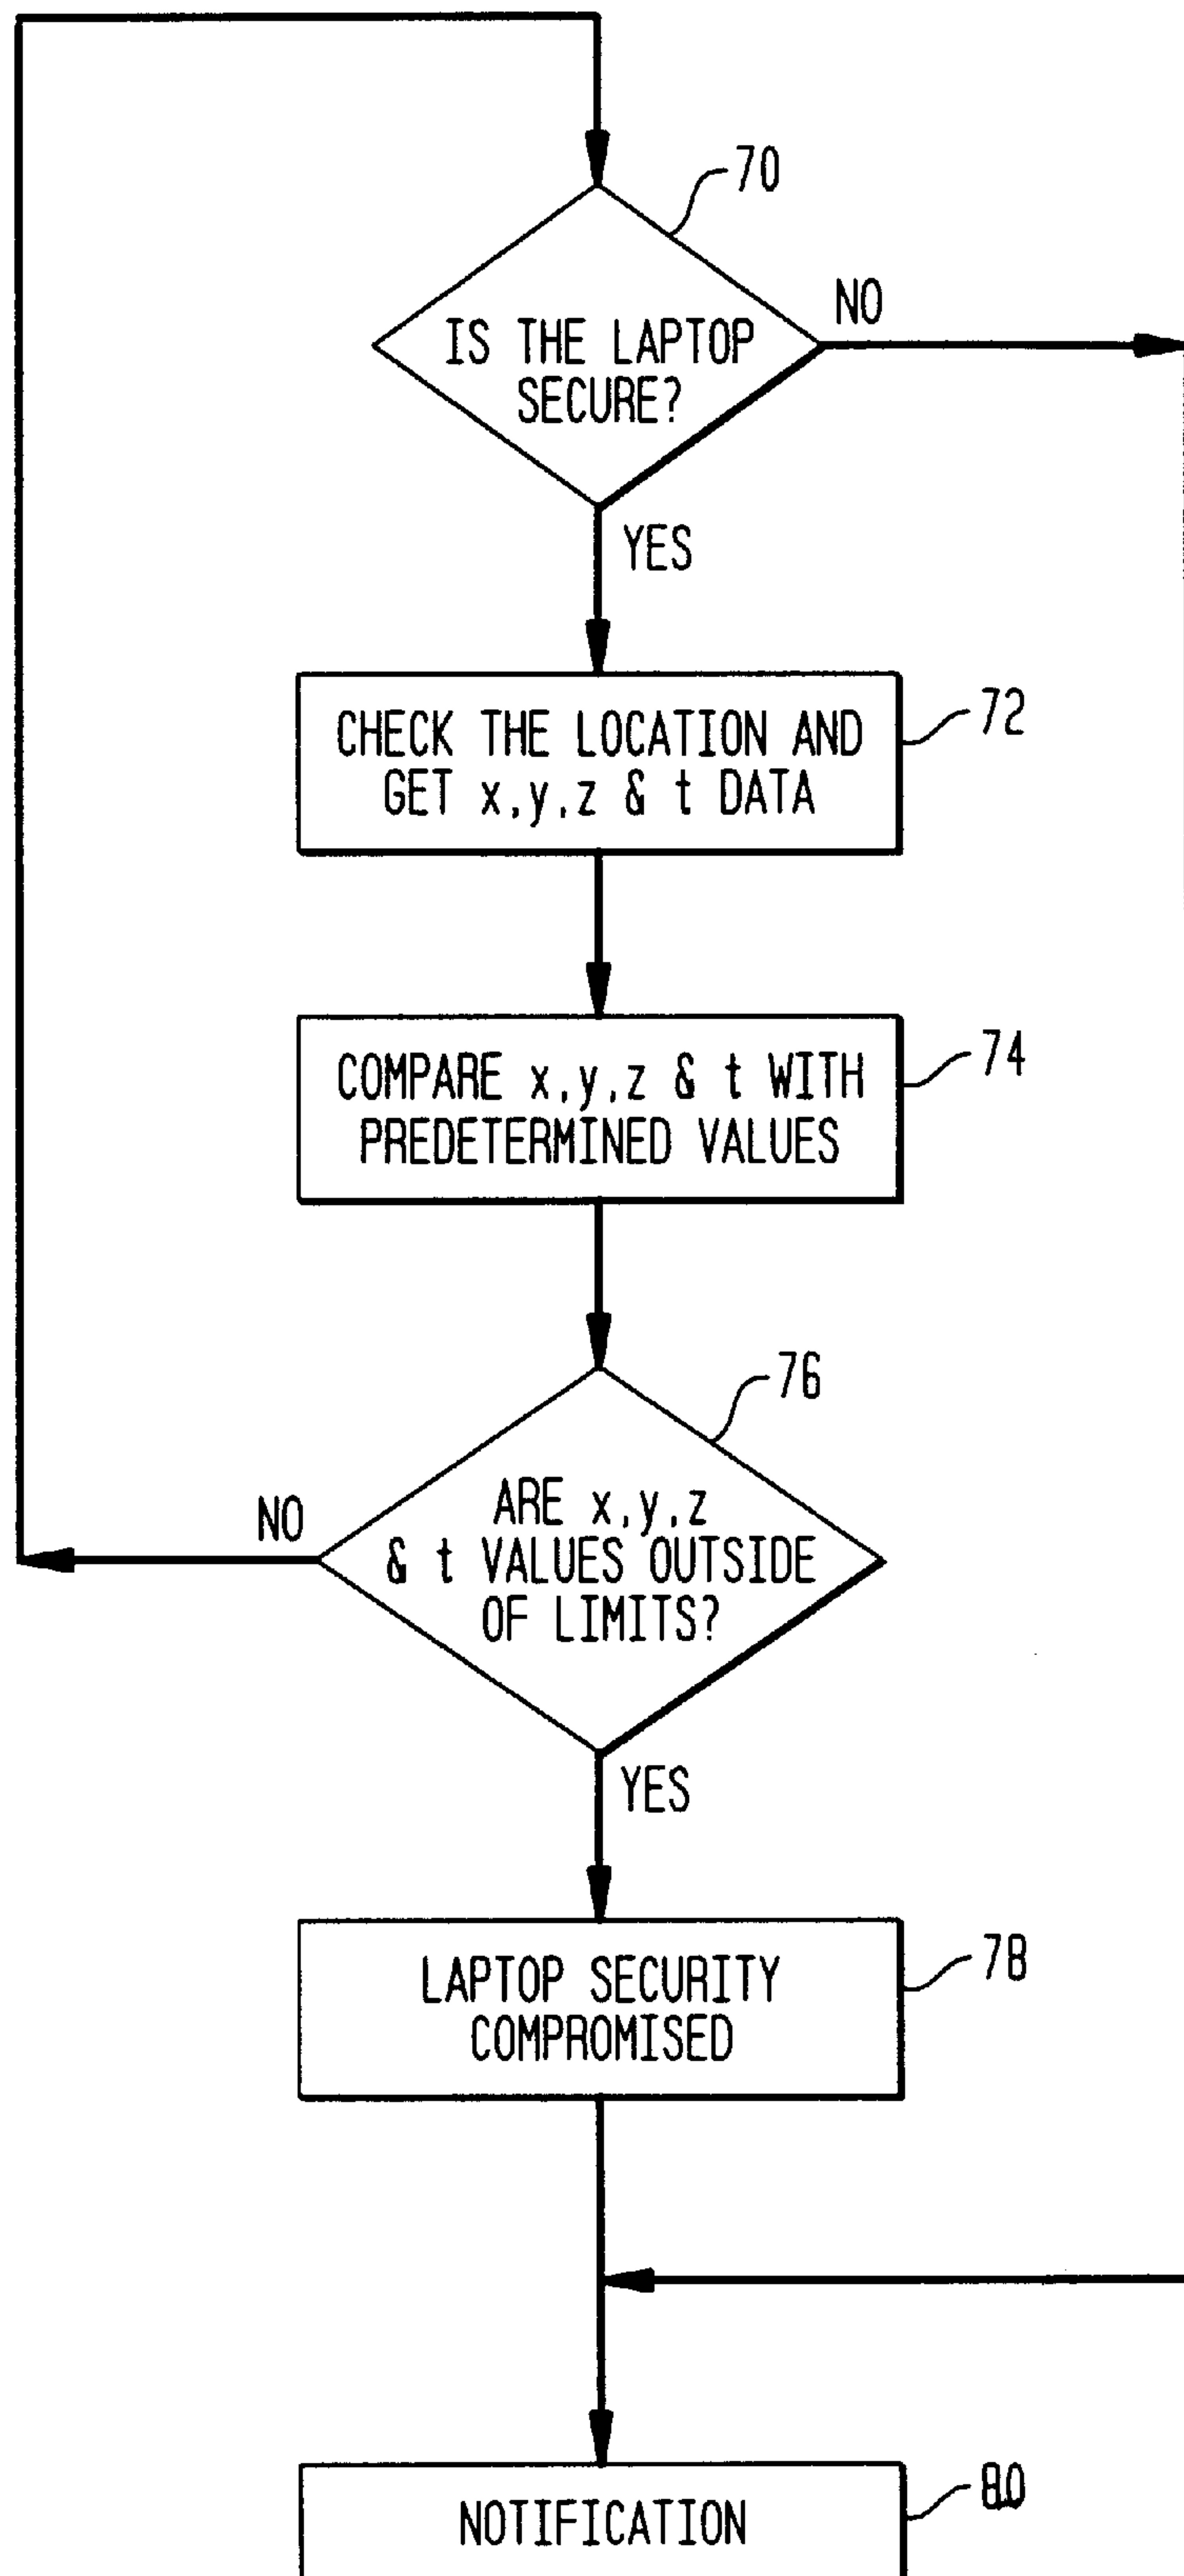 70
IS THE LAPTOP
SECURE?
NO
YES
72
CHECK THE LOCATION AND
GET x,y,z & t DATA
74
COMPARE x,y,z & t WITH
PREDETERMINED VALUES
76
ARE x,y,z
& t VALUES OUTSIDE
OF LIMITS?
NO
YES
78
LAPTOP SECURITY
COMPROMISED
80
NOTIFICATION